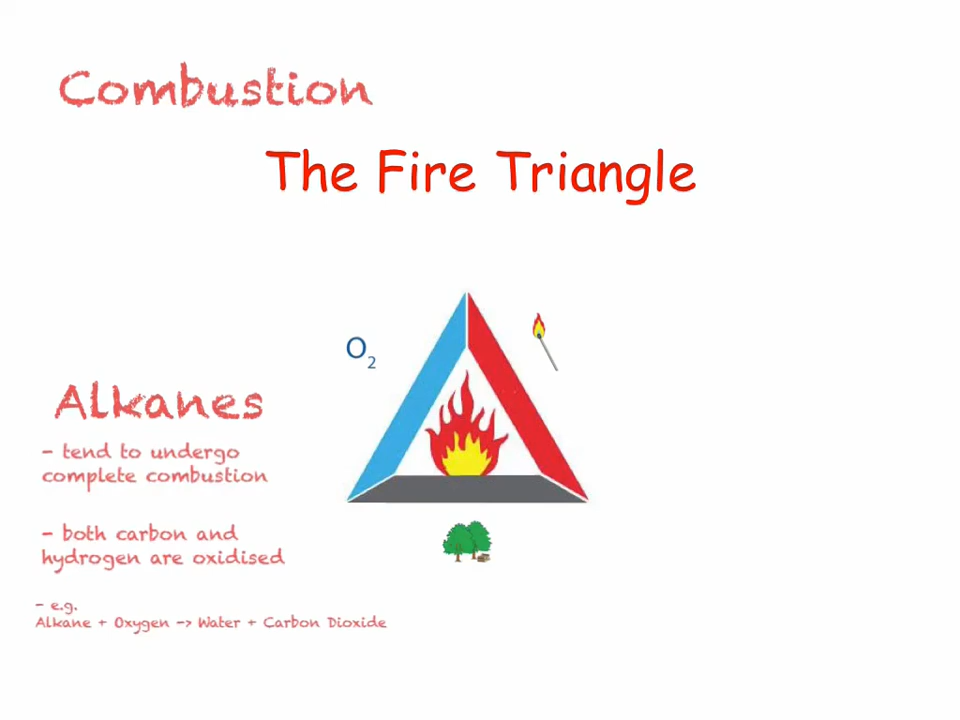 Combustion
The Fire Triangle
O₂
Alkanes
- tend to undergo
complete combustion
- both carbon and
hydrogen are oxidised
- e.g.
Alkane + Oxygen -> Water + Carbon Dioxide